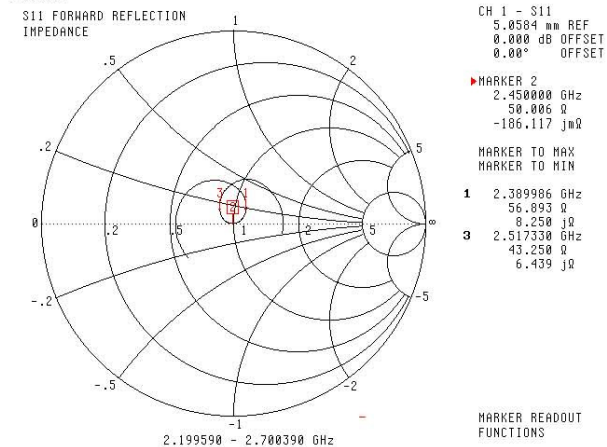 S11 FORWARD REFLECTION
IMPEDANCE
CH 1 - S11
5.0584 mm REF
0.000 dB OFFSET
0.00° OFFSET
MARKER 2
2.450000 GHz
50.006 Ω
-186.117 jmΩ
MARKER TO MAX
MARKER TO MIN
1 2.389986 GHz
56.893 Ω
8.250 jΩ
3 2.517330 GHz
43.250 Ω
6.439 jΩ
MARKER READOUT
FUNCTIONS
1
.5
2
.2
5
3 1
2
0
.2
.5
1
2
5
∞
-.2
-5
-.5
-2
-1
2.199590 - 2.700390 GHz